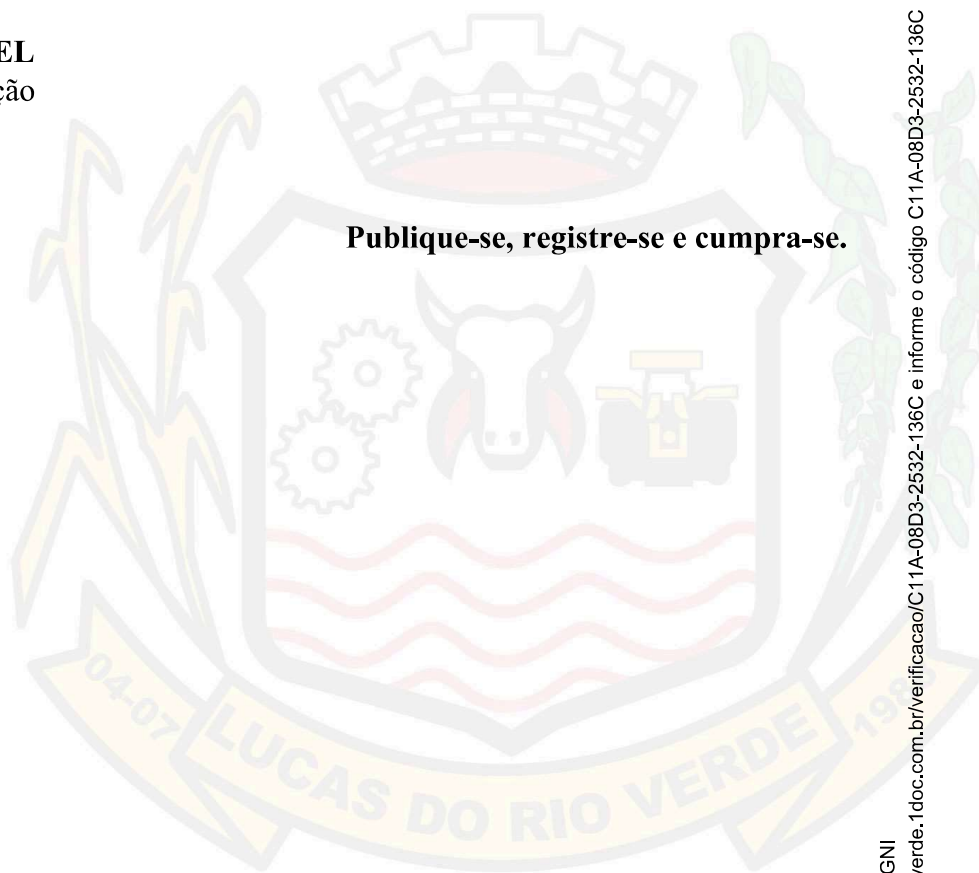 EL
ção
Publique-se, registre-se e cumpra-se.
04-07
LUCAS DO RIO VERDE
GNI
verde.1doc.com.br/verificacao/C11A-08D3-2532-136C e informe o código C11A-08D3-2532-136C